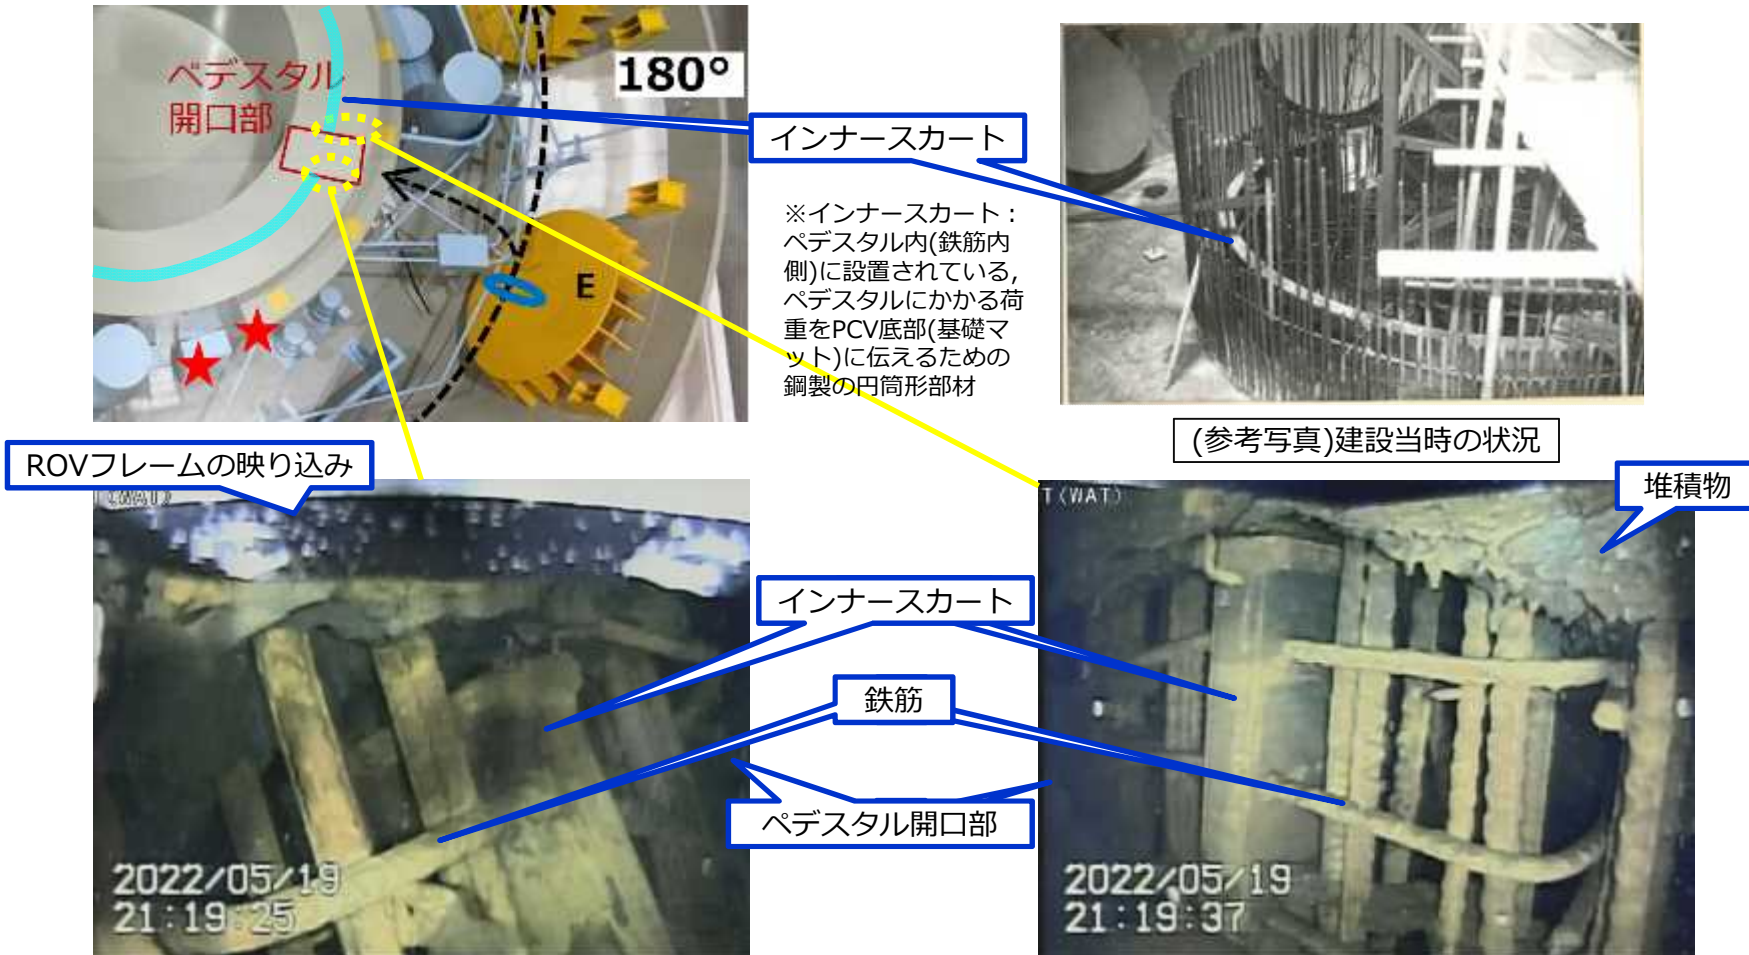 ペデスタル
開口部
180°
E
インナースカート
※インナースカート:
ペデスタル内(鉄筋内
側)に設置されている,
ペデスタルにかかる荷
重をPCV底部(基礎マ
ット)に伝えるための
鋼製の円筒形部材
(参考写真)建設当時の状況
ROVフレームの映り込み
堆積物
T(WAT)
インナースカート
鉄筋
ペデスタル開口部
2022/05/19
21:19:25
2022/05/19
21:19:37